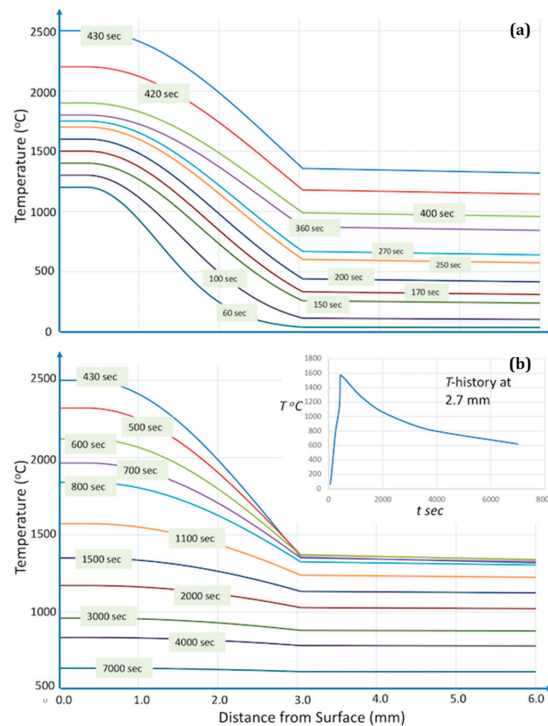 (a)
2500
430 sec
420 sec
2000
Temperature (°C)
1500
400 sec
360 sec
1000
270 sec
250 sec
500
100 sec
200 sec
170 sec
150 sec
60 sec
0
(b)
2500
430 sec
500 sec
600 sec
2000
700 sec
800 sec
Temperature (°C)
1500
1100 sec
1500 sec
2000 sec
1000
3000 sec
4000 sec
7000 sec
500
1800
1600
1400
1200
1000
800
600
400
200
0
T °C
T-history at
2.7 mm
0 2000 4000 6000 800
t sec
0.0 1.0 2.0 3.0 4.0 5.0 6.0
Distance from Surface (mm)